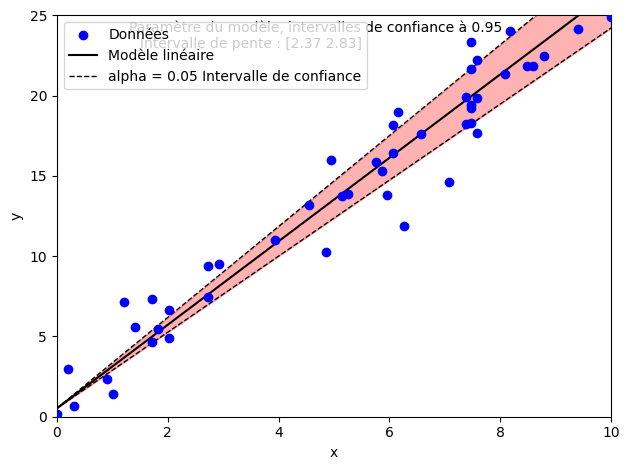 Paramètre du modèle, intervalles de confiance à 0.95
Intervalle de pente : [2.37 2.83]
Données
Modèle linéaire
alpha = 0.05 Intervalle de confiance
25
20
15
10
5
0
y
0 2 4 6 8 10
x